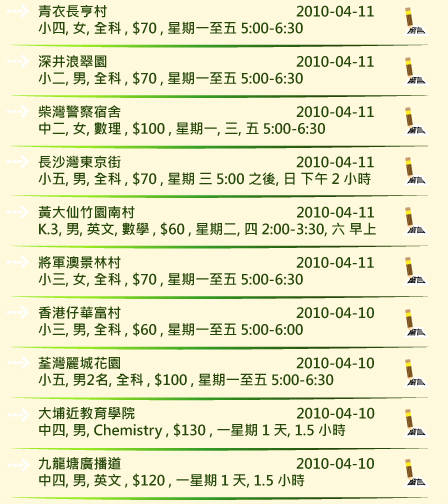 青衣長亨村 2010-04-11
小四, 女, 全科 , $70 , 星期一至五 5:00-6:30
深井浪翠園 2010-04-11
小二, 男, 全科 , $70 , 星期一至五 5:00-6:30
柴灣警察宿舍 2010-04-11
中二, 女, 數理 , $100 , 星期一, 三, 五 5:00-6:30
長沙灣東京街 2010-04-11
小五, 男, 全科 , $70 , 星期 三 5:00 之後, 日 下午 2 小時
黃大仙竹園南村 2010-04-11
K.3, 男, 英文, 數學 , $60 , 星期二, 四 2:00-3:30, 六 早上
將軍澳景林村 2010-04-11
小三, 女, 全科 , $70 , 星期一至五 5:00-6:30
香港仔華富村 2010-04-10
小三, 男, 全科 , $60 , 星期一至五 5:00-6:00
荃灣麗城花園 2010-04-10
小五, 男2名, 全科 , $100 , 星期一至五 5:00-6:30
大埔近教育學院 2010-04-10
中四, 男, Chemistry , $130 , 一星期 1 天, 1.5 小時
九龍塘廣播道 2010-04-10
中四, 男, 英文 , $120 , 一星期 1 天, 1.5 小時